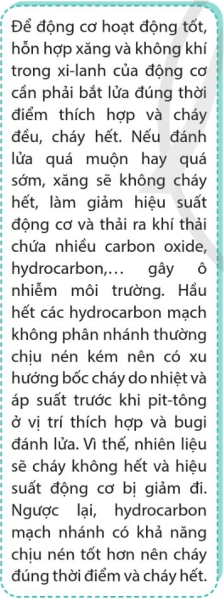 Để động cơ hoạt động tốt,
hỗn hợp xăng và không khí
trong xi-lanh của động cơ
cần phải bắt lửa đúng thời
điểm thích hợp và cháy
đều, cháy hết. Nếu đánh
lửa quá muộn hay quá
sớm, xăng sẽ không cháy
hết, làm giảm hiệu suất
động cơ và thải ra khí thải
chứa nhiều carbon oxide,
hydrocarbon,… gây ô
nhiễm môi trường. Hầu
hết các hydrocarbon mạch
không phân nhánh thường
chịu nén kém nên có xu
hướng bốc cháy do nhiệt và
áp suất trước khi pit-tông
ở vị trí thích hợp và bugi
đánh lửa. Vì thế, nhiên liệu
sẽ cháy không hết và hiệu
suất động cơ bị giảm đi.
Ngược lại, hydrocarbon
mạch nhánh có khả năng
chịu nén tốt hơn nên cháy
đúng thời điểm và cháy hết.